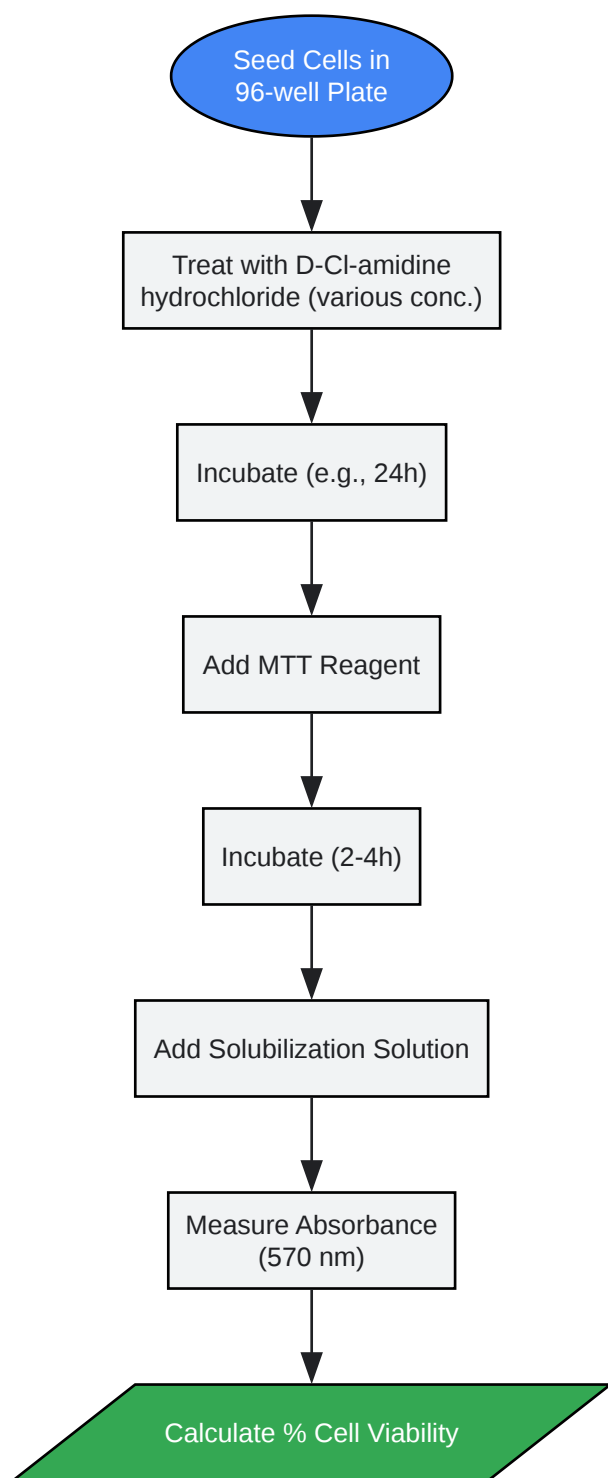 Seed Cells in
96-well Plate
Treat with D-Cl-amidine
hydrochloride (various conc.)
Incubate (e.g., 24h)
Add MTT Reagent
Incubate (2-4h)
Add Solubilization Solution
Measure Absorbance
(570 nm)
Calculate % Cell Viability